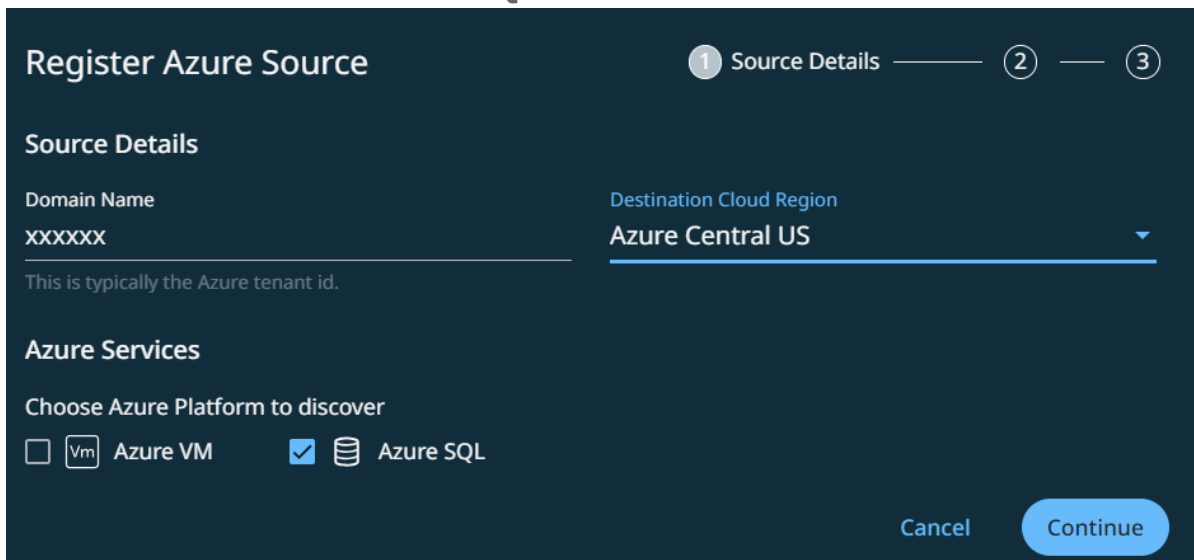 Register Azure Source
1 Source Details 2 3
Source Details
Domain Name
xxxxxx
This is typically the Azure tenant id.
Destination Cloud Region
Azure Central US
Azure Services
Choose Azure Platform to discover
Vm Azure VM Azure SQL
Cancel Continue